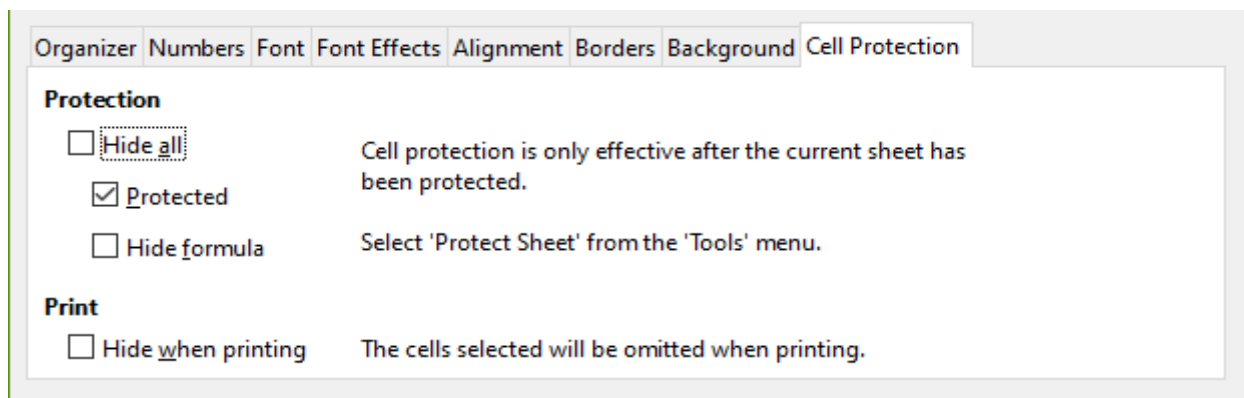 Organizer Numbers Font Font Effects Alignment Borders Background Cell Protection
Protection
Hide all
Cell protection is only effective after the current sheet has
been protected.
Protected
Hide formula
Select 'Protect Sheet' from the 'Tools' menu.
Print
Hide when printing
The cells selected will be omitted when printing.